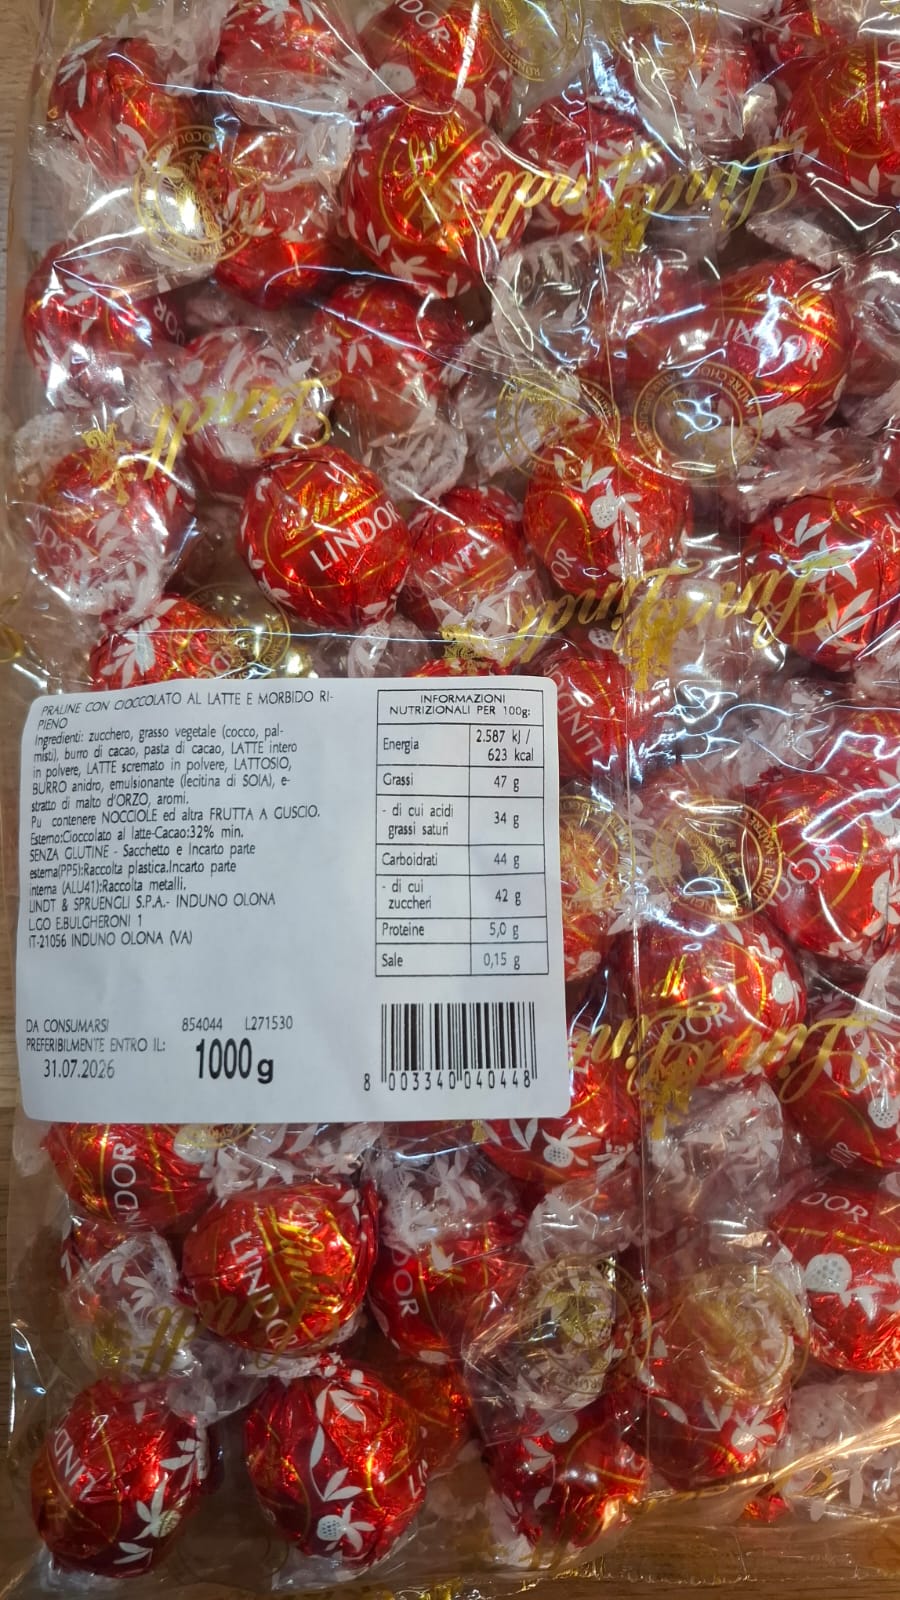 Lindt
LINDOR
PRALINE CON CIOCCOLATO AL LATTE E MORBIDO RI-
PIENO
Ingredienti: zucchero, grasso vegetale (cocco, pal-
misti), burro di cacao, pasta di cacao, LATTE intero
in polvere, LATTE scremato in polvere, LATTOSIO,
BURRO anidro, emulsionante (lecitina di SOIA), e-
stratto di malto d'ORZO, aromi.
Pu contenere NOCCIOLE ed altra FRUTTA A GUSCIO.
Esterno:Cioccolato al latte-Cacao:32% min.
SENZA GLUTINE - Sacchetto e Incarto parte
esterna(PP5):Raccolta plastica.Incarto parte
interna (ALU41):Raccolta metalli.
LINDT & SPRUENGLI S.P.A.- INDUNO OLONA
L.GO E.BULGHERONI 1
IT-21056 INDUNO OLONA (VA)
DA CONSUMARSI
PREFERIBILMENTE ENTRO IL:
31.07.2026
854044 L271530
1000 g
INFORMAZIONI
NUTRIZIONALI PER 100g:
Energia 2.587 kJ /
623 kcal
Grassi 47 g
- di cui acidi
grassi saturi 34 g
Carboidrati 44 g
- di cui
zuccheri 42 g
Proteine 5,0 g
Sale 0,15 g
8 003340 040448